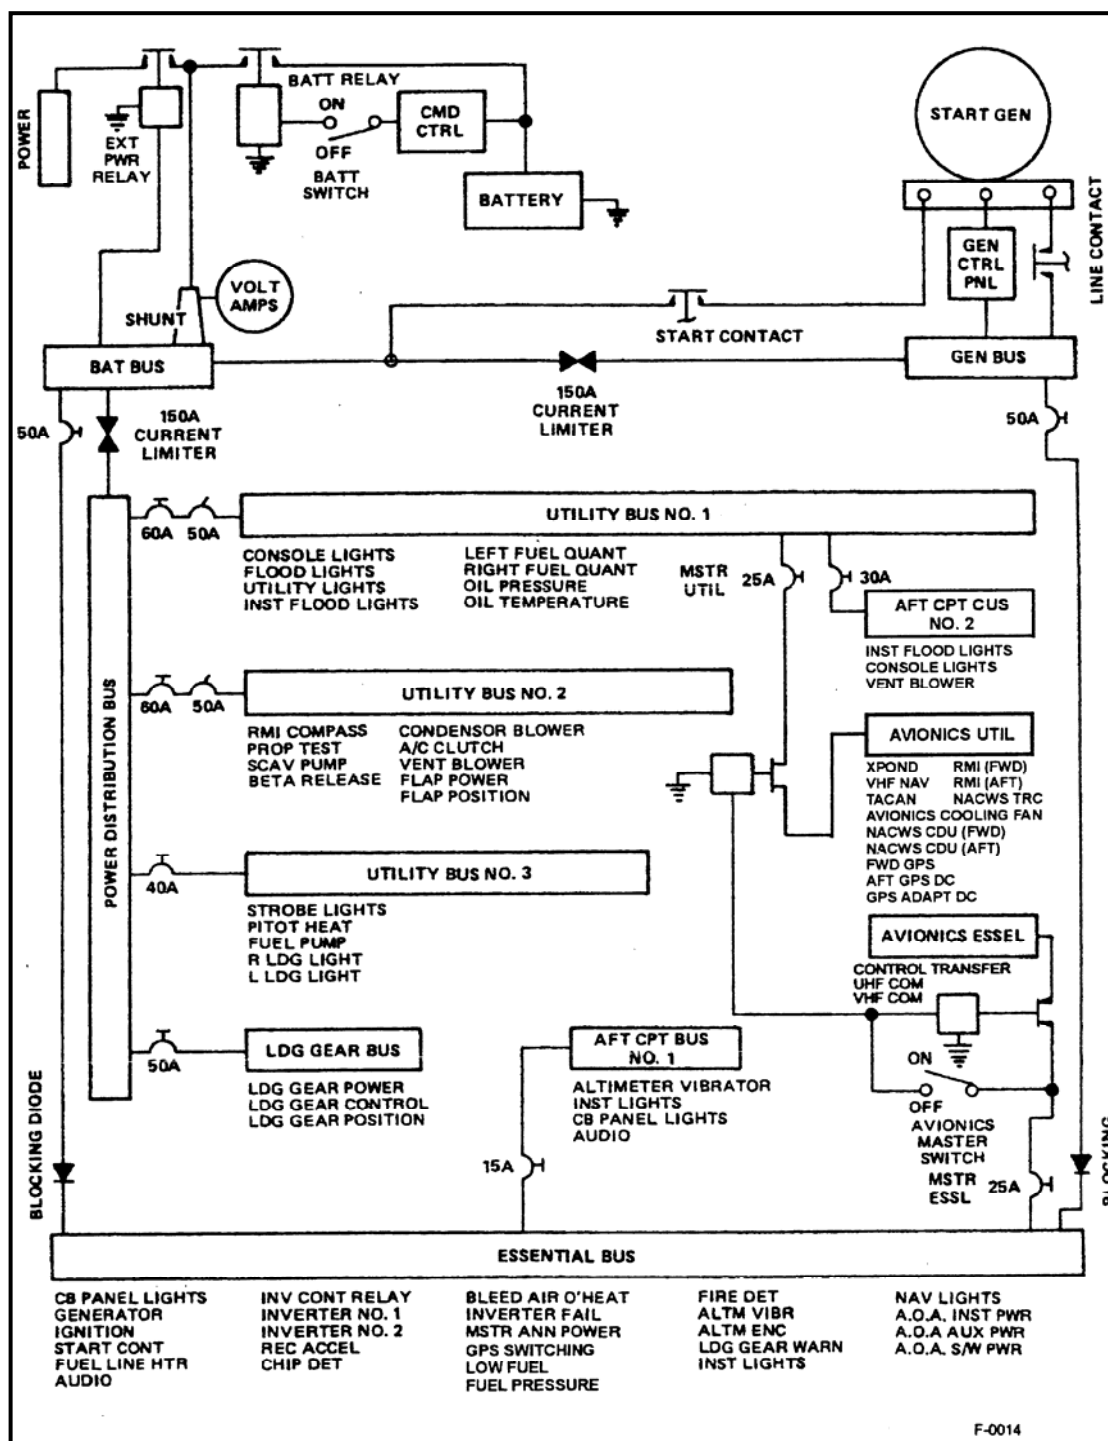 POWER
EXT
PWR
RELAY
BATT RELAY
ON
OFF
BATT
SWITCH
CMD
CTRL
BATTERY
START GEN
LINE CONTACT
GEN
CTRL
PNL
VOLT
AMPS
SHUNT
START CONTACT
BAT BUS
GEN BUS
150A
CURRENT
LIMITER
50A
150A
CURRENT
LIMITER
50A
POWER DISTRIBUTION BUS
60A 50A
UTILITY BUS NO. 1
CONSOLE LIGHTS
FLOOD LIGHTS
UTILITY LIGHTS
INST FLOOD LIGHTS
LEFT FUEL QUANT
RIGHT FUEL QUANT
OIL PRESSURE
OIL TEMPERATURE
MSTR
UTIL
25A
30A
AFT CPT CUS
NO. 2
INST FLOOD LIGHTS
CONSOLE LIGHTS
VENT BLOWER
60A 50A
UTILITY BUS NO. 2
RMI COMPASS
PROP TEST
SCAV PUMP
BETA RELEASE
CONDENSOR BLOWER
A/C CLUTCH
VENT BLOWER
FLAP POWER
FLAP POSITION
AVIONICS UTIL
XPOND RMI (FWD)
VHF NAV RMI (AFT)
TACAN NACWS TRC
AVIONICS COOLING FAN
NACWS CDU (FWD)
NACWS CDU (AFT)
FWD GPS
AFT GPS DC
GPS ADAPT DC
40A
UTILITY BUS NO. 3
STROBE LIGHTS
PITOT HEAT
FUEL PUMP
R LDG LIGHT
L LDG LIGHT
AVIONICS ESSEL
CONTROL TRANSFER
UHF COM
VHF COM
50A
LDG GEAR BUS
LDG GEAR POWER
LDG GEAR CONTROL
LDG GEAR POSITION
AFT CPT BUS
NO. 1
ALTIMETER VIBRATOR
INST LIGHTS
CB PANEL LIGHTS
AUDIO
ON
OFF
AVIONICS
MASTER
SWITCH
BLOCKING DIODE
15A
MSTR
ESSL
25A
BLOCKING
ESSENTIAL BUS
CB PANEL LIGHTS
GENERATOR
IGNITION
START CONT
FUEL LINE HTR
AUDIO
INV CONT RELAY
INVERTER NO. 1
INVERTER NO. 2
REC ACCEL
CHIP DET
BLEED AIR O'HEAT
INVERTER FAIL
MSTR ANN POWER
GPS SWITCHING
LOW FUEL
FUEL PRESSURE
FIRE DET
ALTM VIBR
ALTM ENC
LDG GEAR WARN
INST LIGHTS
NAV LIGHTS
A.O.A. INST PWR
A.O.A AUX PWR
A.O.A. S/W PWR
F-0014